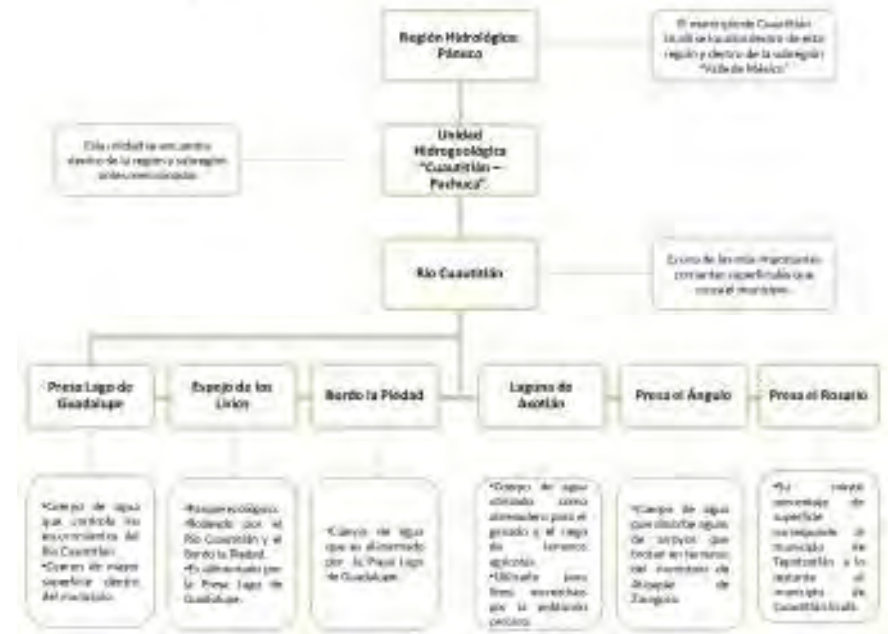 Región Hidrológica
Pánuco
El municipio de Cuautitlán
Izcalli se localiza dentro de esta
región y dentro de la subregión
"Valle de México"
Esta unidad se encuentra
dentro de la región y subregión
antes mencionadas
Unidad
Hidrogeológica
"Cuautitlán –
Pachuca"
Río Cuautitlán
Es una de las más importantes
corrientes superficiales que
cruza el municipio
Presa Lago de
Guadalupe
Espejo de los
Lirios
Bordo la Piedad
Laguna de
Axotlán
Presa el Ángulo
Presa el Rosario
•Cuerpo de agua
que controla los
escurrimientos del
Río Cuautitlán
•Cuerpo de mayor
superficie dentro
del municipio.
•Parque ecológico.
•Rodeado por el
Río Cuautitlán y el
Bordo la Piedad.
•Es alimentado por
la Presa Lago de
Guadalupe.
•Cuerpo de agua
que es alimentado
por la Presa Lago
de Guadalupe.
•Cuerpo de agua
utilizado como
abrevadero para el
ganado y el riego
de terrenos
agrícolas.
•Utilizado para
fines recreativos
por la población
cercana.
•Cuerpo de agua
que absorbe aguas
de arroyos que
brotan en terrenos
del municipio de
Atizapán de
Zaragoza.
•Su mayor
porcentaje de
superficie
corresponde al
municipio de
Tepotzotlán y lo
restante al
municipio de
Cuautitlán Izcalli.